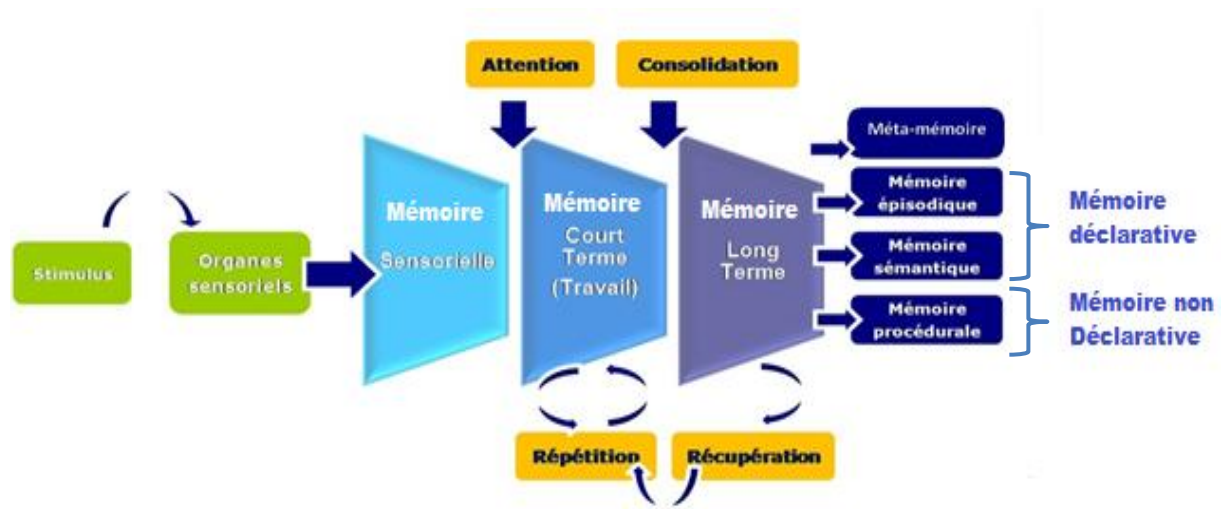 Attention
Consolidation
Méta-mémoire
Mémoire
épisodique
Mémoire
sémantique
Mémoire
procédurale
Mémoire
déclarative
Mémoire non
Déclarative
Stimulus
Organes
sensoriels
Mémoire
Sensorielle
Mémoire
Court
Terme
(Travail)
Mémoire
Long
Terme
Répétition
Récupération